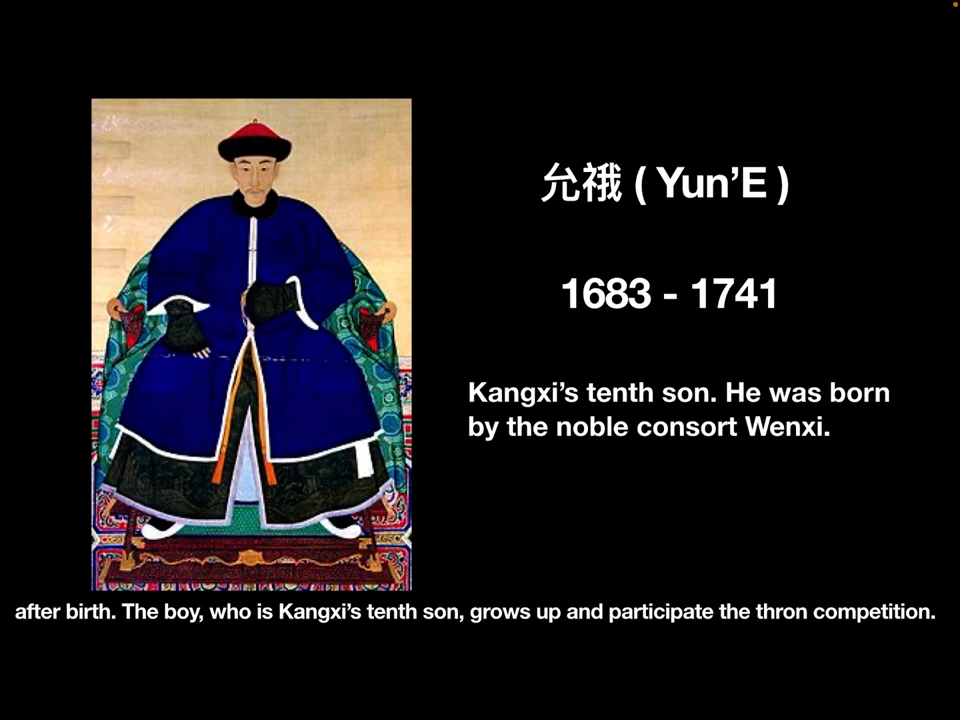 允䄉 ( Yun’E )
1683 - 1741
Kangxi’s tenth son. He was born
by the noble consort Wenxi.
after birth. The boy, who is Kangxi’s tenth son, grows up and participate the thron competition.